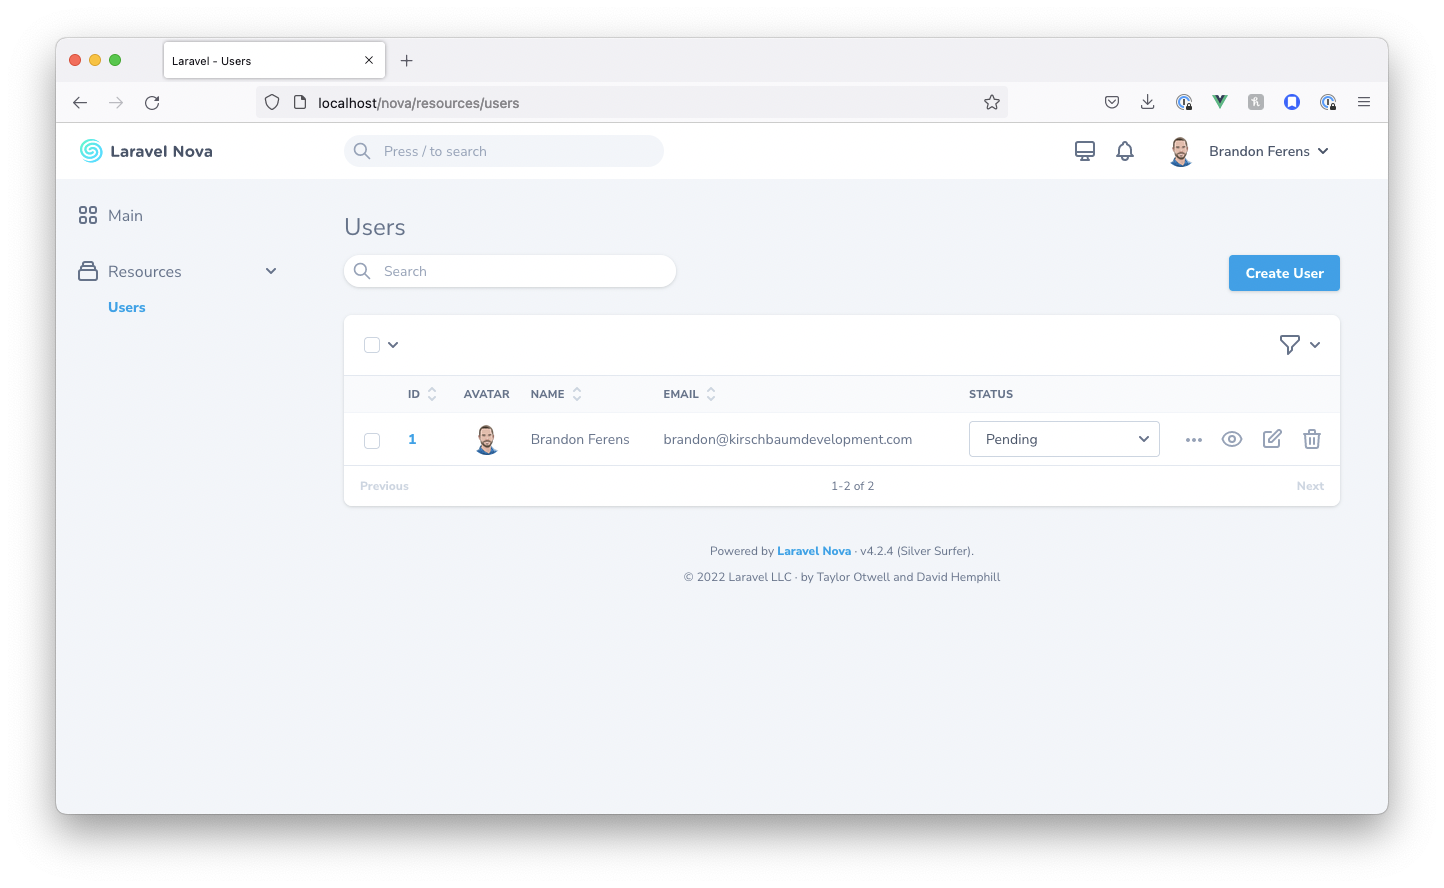 Laravel - Users
localhost/nova/resources/users
Laravel Nova
Press / to search
Brandon Ferens
Main
Resources
Users
Users
Search
Create User
ID AVATAR NAME EMAIL STATUS
1 Brandon Ferens brandon@kirschbaumdevelopment.com Pending
Previous 1-2 of 2 Next
Powered by Laravel Nova · v4.2.4 (Silver Surfer).
© 2022 Laravel LLC · by Taylor Otwell and David Hemphill